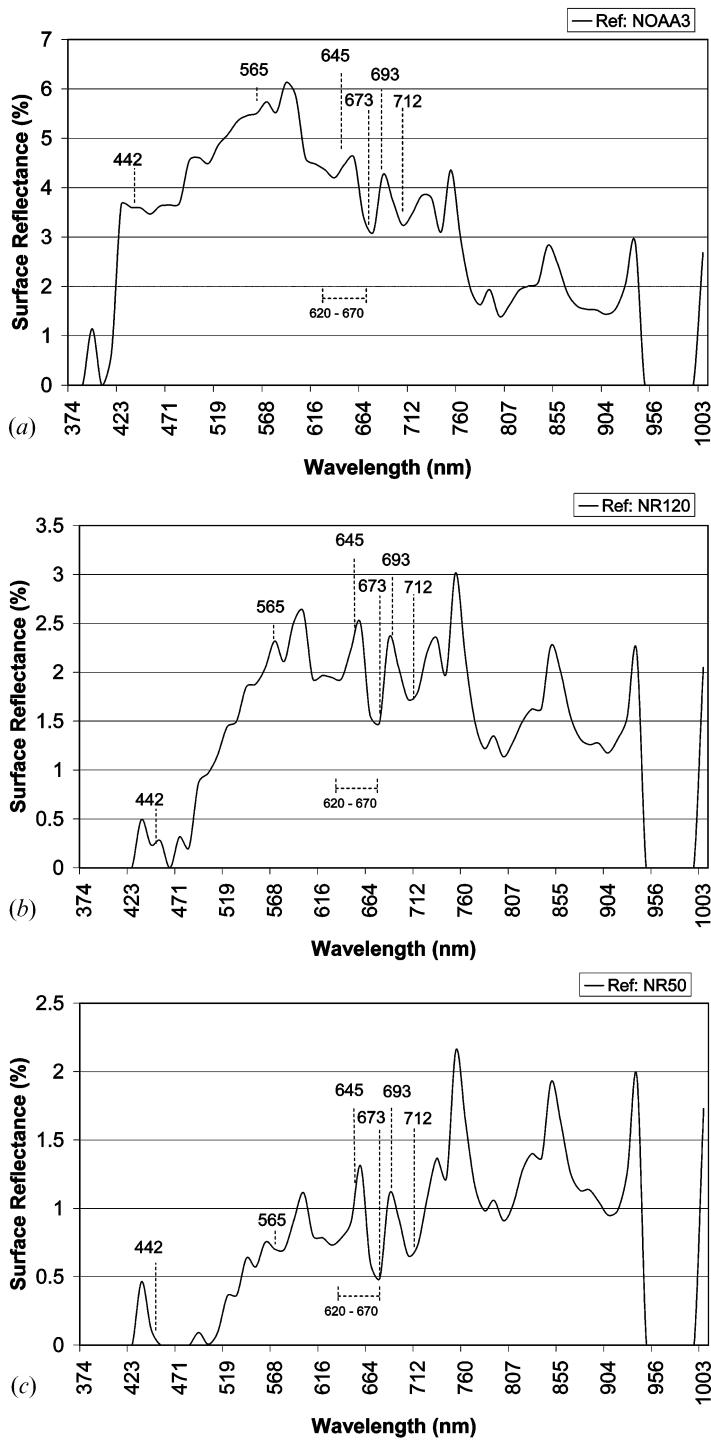 Ref: NOAA3
7
6
5
4
3
2
1
0
Surface Reflectance (%)
442
565
645
673
693
712
620 - 670
374 423 471 519 568 616 664 712 760 807 855 904 956 1003
(a)
Wavelength (nm)
Ref: NR120
3.5
3
2.5
2
1.5
1
0.5
0
Surface Reflectance (%)
442
565
645
673
693
712
620 - 670
374 423 471 519 568 616 664 712 760 807 855 904 956 1003
(b)
Wavelength (nm)
Ref: NR50
2.5
2
1.5
1
0.5
0
Surface Reflectance (%)
442
565
645
673
693
712
620 - 670
374 423 471 519 568 616 664 712 760 807 855 904 956 1003
(c)
Wavelength (nm)